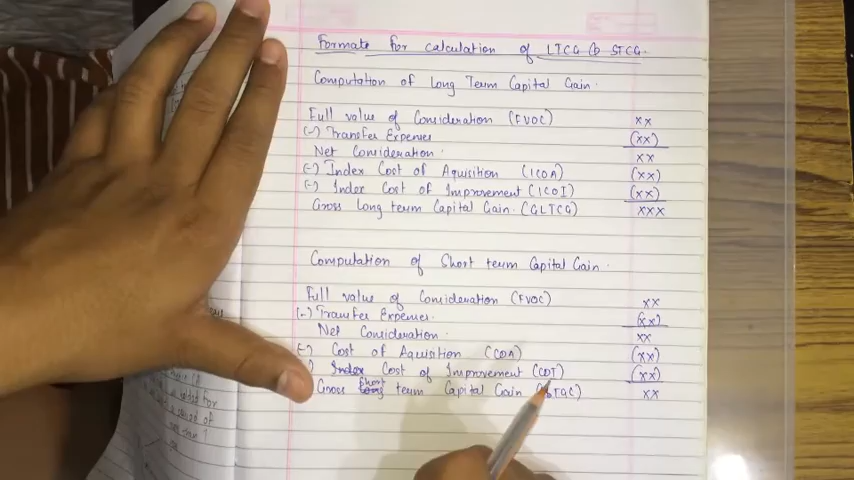 Formate for calculation of LTCG & STCG.
Computation of Long Term Capital Gain.
Full value of Consideration (FVOC) xx
(-) Transfer Expenses (xx)
Net Consideration. xx
(-) Index Cost of Aquisition (ICOA) (xx)
(-) Index Cost of Improvement (ICOI) (xx)
Gross Long term Capital Gain. (GLTCG) xxx
Computation of Short term Capital Gain.
Full value of Consideration (FVOC) xx
(-) Transfer Expenses. (xx)
Net Consideration. xx
(-) Cost of Aquisition (COA) (xx)
) Index Cost of Improvement (COI) (xx)
Gross Short term Capital Gain xx